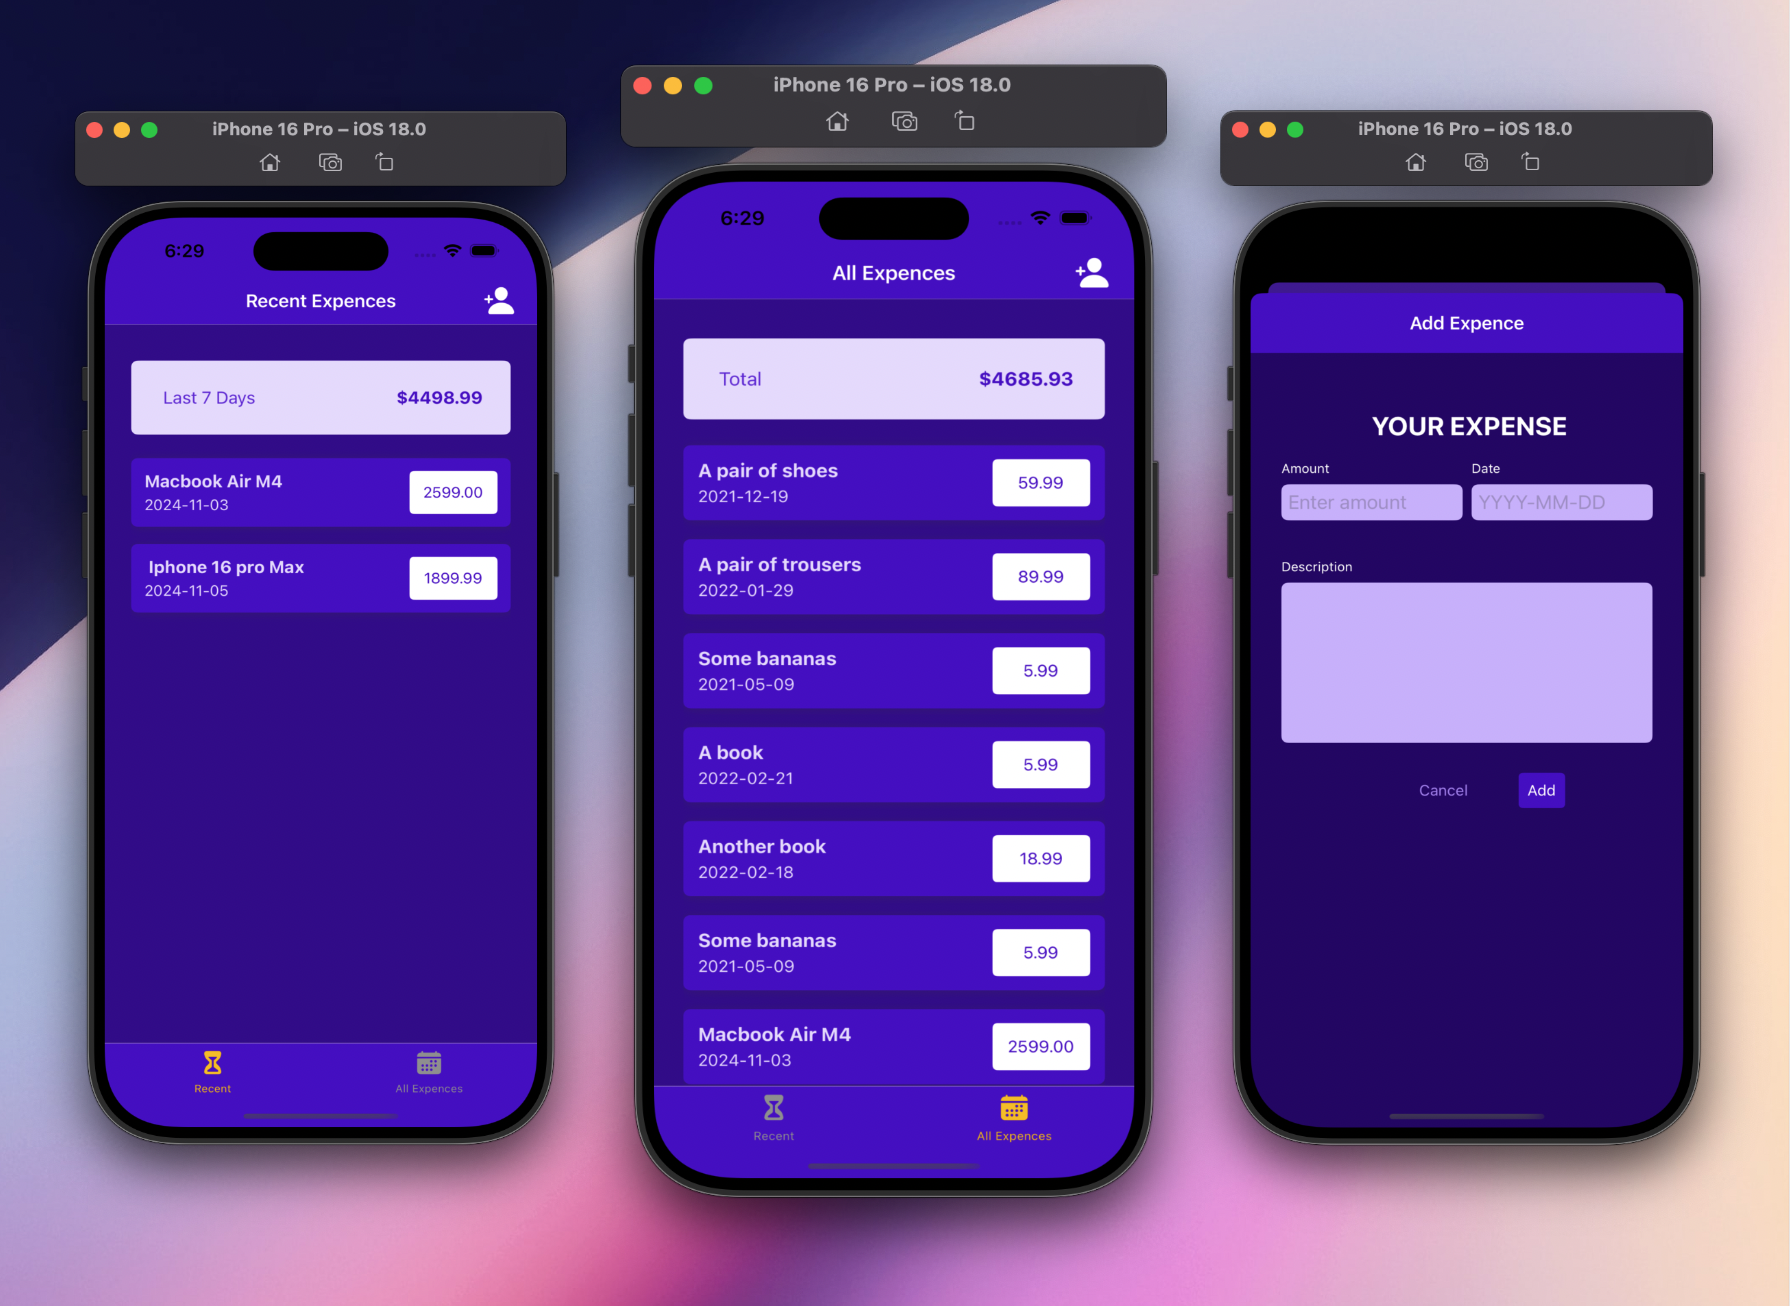 iPhone 16 Pro – iOS 18.0
6:29
Recent Expences
Last 7 Days $4498.99
Macbook Air M4
2024-11-03
2599.00
Iphone 16 pro Max
2024-11-05
1899.99
Recent All Expences
iPhone 16 Pro – iOS 18.0
6:29
All Expences
Total $4685.93
A pair of shoes
2021-12-19
59.99
A pair of trousers
2022-01-29
89.99
Some bananas
2021-05-09
5.99
A book
2022-02-21
5.99
Another book
2022-02-18
18.99
Some bananas
2021-05-09
5.99
Macbook Air M4
2024-11-03
2599.00
Recent All Expences
iPhone 16 Pro – iOS 18.0
Add Expence
YOUR EXPENSE
Amount Date
Enter amount YYYY-MM-DD
Description
Cancel Add